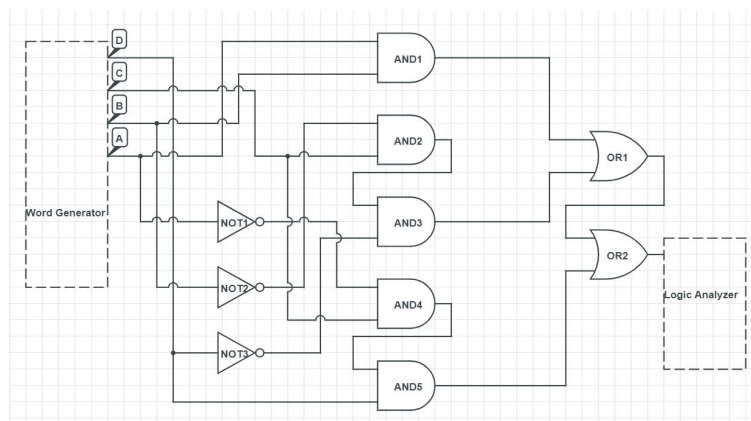 D
C
B
A
Word Generator
NOT1
NOT2
NOT3
AND1
AND2
AND3
AND4
AND5
OR1
OR2
Logic Analyzer